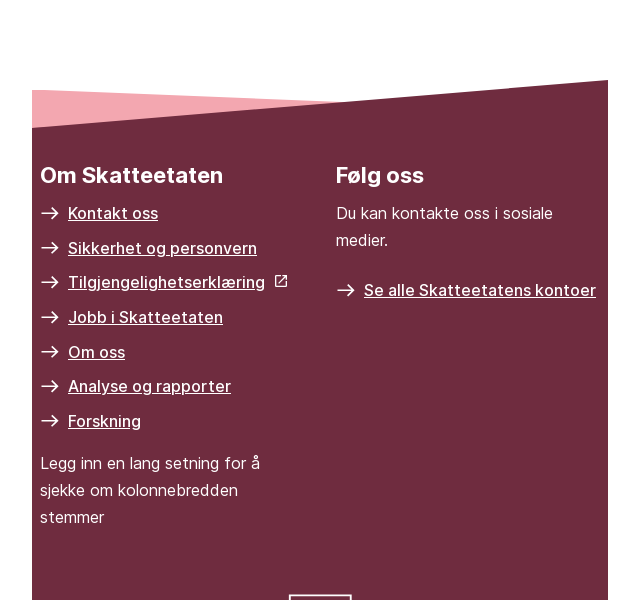 Om Skatteetaten
Kontakt oss
Sikkerhet og personvern
Tilgjengelighetserklæring
Jobb i Skatteetaten
Om oss
Analyse og rapporter
Forskning
Legg inn en lang setning for å
sjekke om kolonnebredden
stemmer
Følg oss
Du kan kontakte oss i sosiale
medier.
Se alle Skatteetatens kontoer